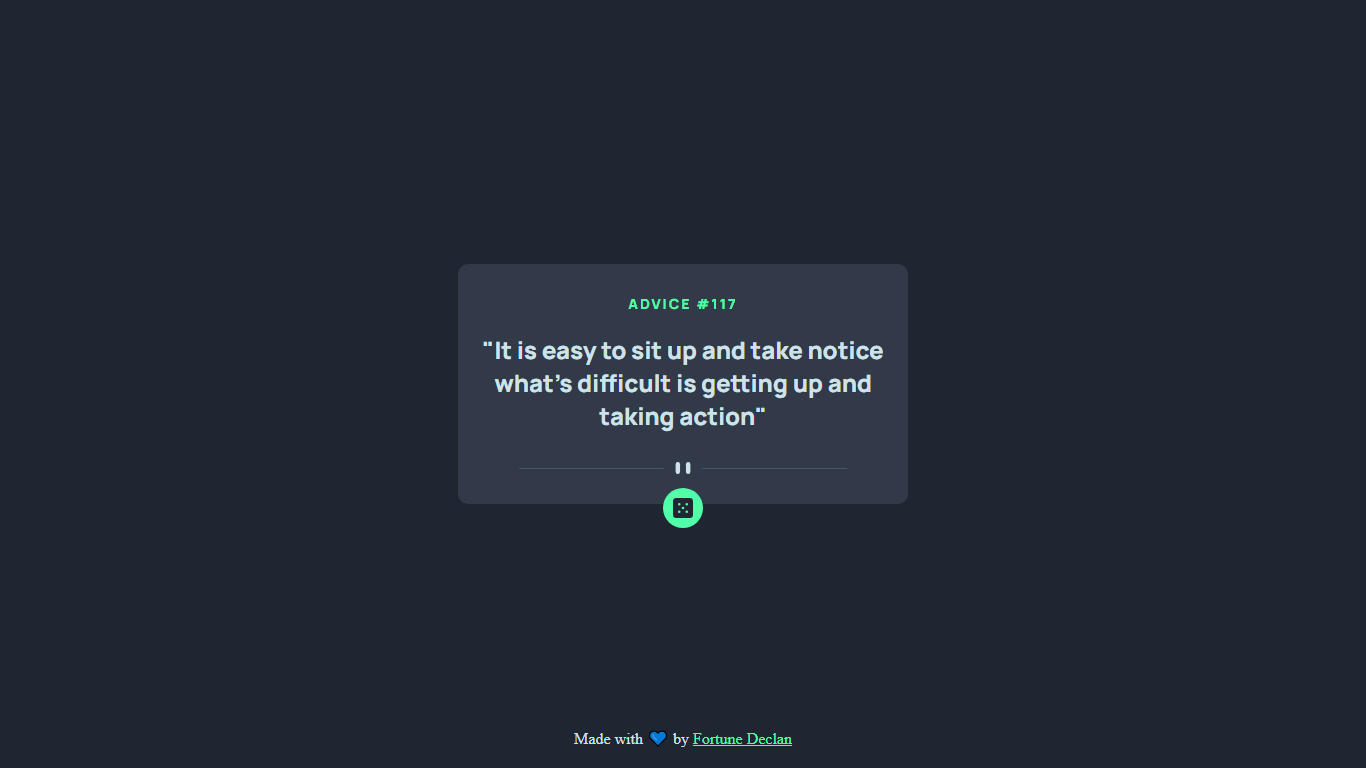 ADVICE #117
"It is easy to sit up and take notice
what's difficult is getting up and
taking action"
Made with 💙 by Fortune Declan